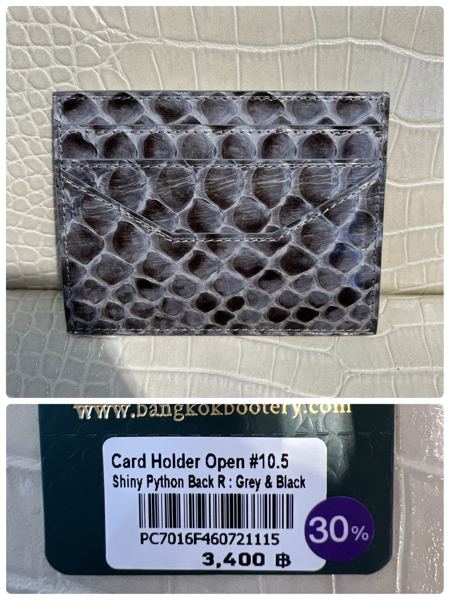 www.bangkokbootery.com
Card Holder Open #10.5
Shiny Python Back R : Grey & Black
PC7016F460721115
30%
3,400 ฿